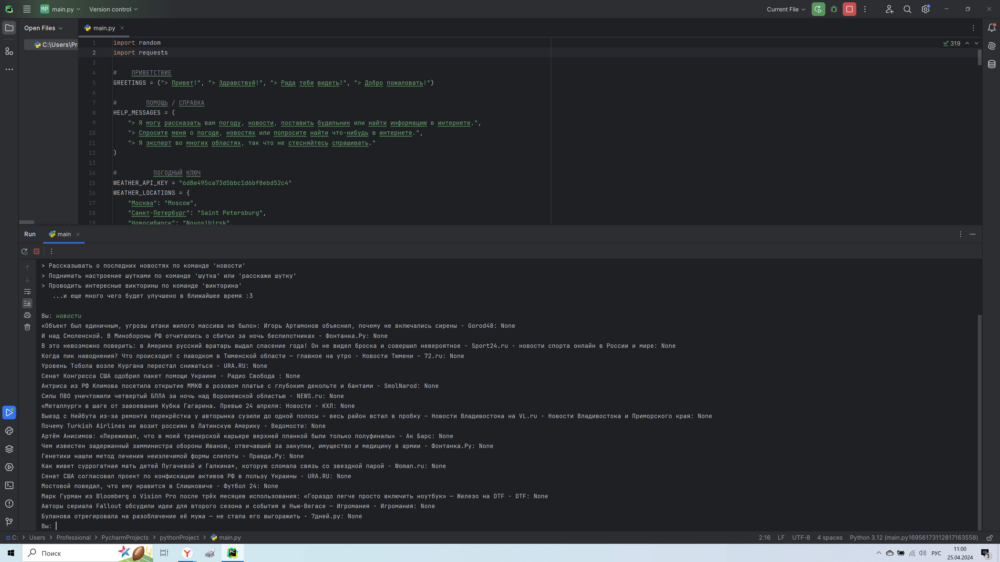 MP main.py Version control Current File
Open Files main.py
C:\Users\Pr
319
1 import random
2 import requests
3
4 # ПРИВЕТСТВИЕ
5 GREETINGS = ("> Привет!", "> Здравствуй!", "> Рада тебя видеть!", "> Добро пожаловать!")
6
7 # ПОМОЩЬ / СПРАВКА
8 HELP_MESSAGES = (
9 "> Я могу рассказать вам погоду, новости, поставить будильник или найти информацию в интернете.",
10 "> Спросите меня о погоде, новостях или попросите найти что-нибудь в интернете.",
11 "> Я эксперт во многих областях, так что не стесняйтесь спрашивать."
12 )
13
14 # ПОГОДНЫЙ КЛЮЧ
15 WEATHER_API_KEY = "6d8e495ca73d5bbc1d6bf8ebd52c4"
16 WEATHER_LOCATIONS = {
17 "Москва": "Moscow",
18 "Санкт-Петербург": "Saint Petersburg",
19 "Новосибирск": "Novosibirsk",
Run main
> Рассказывать о последних новостях по команде 'новости'
> Поднимать настроение шутками по команде 'шутка' или 'расскажи шутку'
> Проводить интересные викторины по команде 'викторина'
...и еще много чего будет улучшено в ближайшее время :3
Вы: новости
«Объект был единичным, угрозы атаки жилого массива не было»: Игорь Артамонов объяснил, почему не включались сирены - Gorod48: None
И над Смоленской. В Минобороны РФ отчитались о сбитых за ночь беспилотниках - Фонтанка.Ру: None
В это невозможно поверить: в Америке русский вратарь выдал спасение года! Он не видел броска и совершил невероятное - Sport24.ru - новости спорта онлайн в России и мире: None
Когда пик наводнения? Что происходит с паводком в Тюменской области — главное на утро - Новости Тюмени – 72.ru: None
Уровень Тобола возле Кургана перестал снижаться - URA.RU: None
Сенат Конгресса США одобрил пакет помощи Украине - Радио Свобода : None
Актриса из РФ Климова посетила открытие ММКФ в розовом платье с глубоким декольте и бантами - SmolNarod: None
Силы ПВО уничтожили четвертый БПЛА за ночь над Воронежской областью - NEWS.ru: None
«Металлург» в шаге от завоевания Кубка Гагарина. Превью 24 апреля: Новости - КХЛ: None
Выезд с Нейбута из-за ремонта перекрёстка у авторынка сузили до одной полосы – весь район встал в пробку – Новости Владивостока на VL.ru - Новости Владивостока и Приморского края: None
Почему Turkish Airlines не возит россиян в Латинскую Америку - Ведомости: None
Артём Анисимов: «Переживал, что в моей тренерской карьере верхней планкой были только полуфиналы» - Ак Барс: None
Чем известен задержанный замминистра обороны Иванов, отвечавший за закупки, имущество и медицину в армии - Фонтанка.Ру: None
Генетики нашли метод лечения неизлечимой формы слепоты - Правда.Ру: None
Как живет суррогатная мать детей Пугачевой и Галкина*, которую сломала связь со звездной парой - Woman.ru: None
Сенат США согласовал проект по конфискации активов РФ в пользу Украины - URA.RU: None
Мостовой поведал, что ему нравится в Слишковиче - Футбол 24: None
Марк Гурман из Bloomberg о Vision Pro после трёх месяцев использования: «Гораздо легче просто включить ноутбук» — Железо на DTF - DTF: None
Авторы сериала Fallout обсудили идеи для второго сезона и события в Нью-Вегасе — Игромания - Игромания: None
Буланова отрегировала на разоблачение её мужа — не стала его выгоражить - 7дней.ру: None
Вы:
C: > Users > Professional > PycharmProjects > pythonProject > main.py 2:16 LF UTF-8 4 spaces Python 3.12 (main.py16956173112817163558)
Поиск РУС 11:00
25.04.2024
3